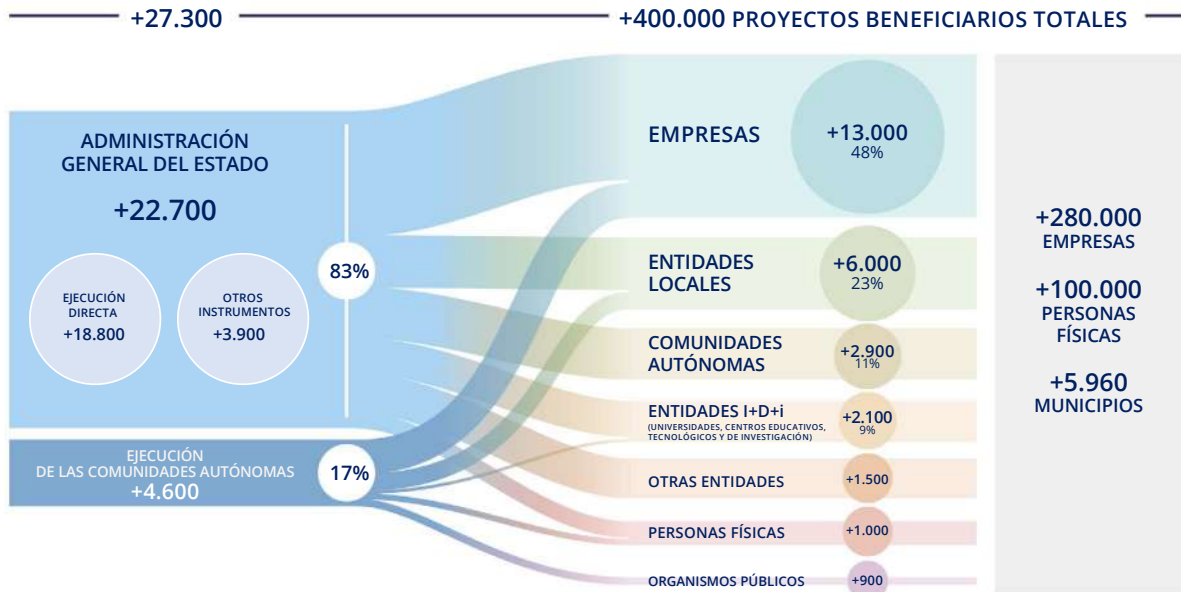 +27.300
+400.000 PROYECTOS BENEFICIARIOS TOTALES
ADMINISTRACIÓN
GENERAL DEL ESTADO
+22.700
EJECUCIÓN
DIRECTA
+18.800
OTROS
INSTRUMENTOS
+3.900
83%
EJECUCIÓN
DE LAS COMUNIDADES AUTÓNOMAS
+4.600
17%
EMPRESAS
+13.000
48%
ENTIDADES
LOCALES
+6.000
23%
COMUNIDADES
AUTÓNOMAS
+2.900
11%
ENTIDADES I+D+i
(UNIVERSIDADES, CENTROS EDUCATIVOS,
TECNOLÓGICOS Y DE INVESTIGACIÓN)
+2.100
9%
OTRAS ENTIDADES
+1.500
PERSONAS FÍSICAS
+1.000
ORGANISMOS PÚBLICOS
+900
+280.000
EMPRESAS
+100.000
PERSONAS
FÍSICAS
+5.960
MUNICIPIOS